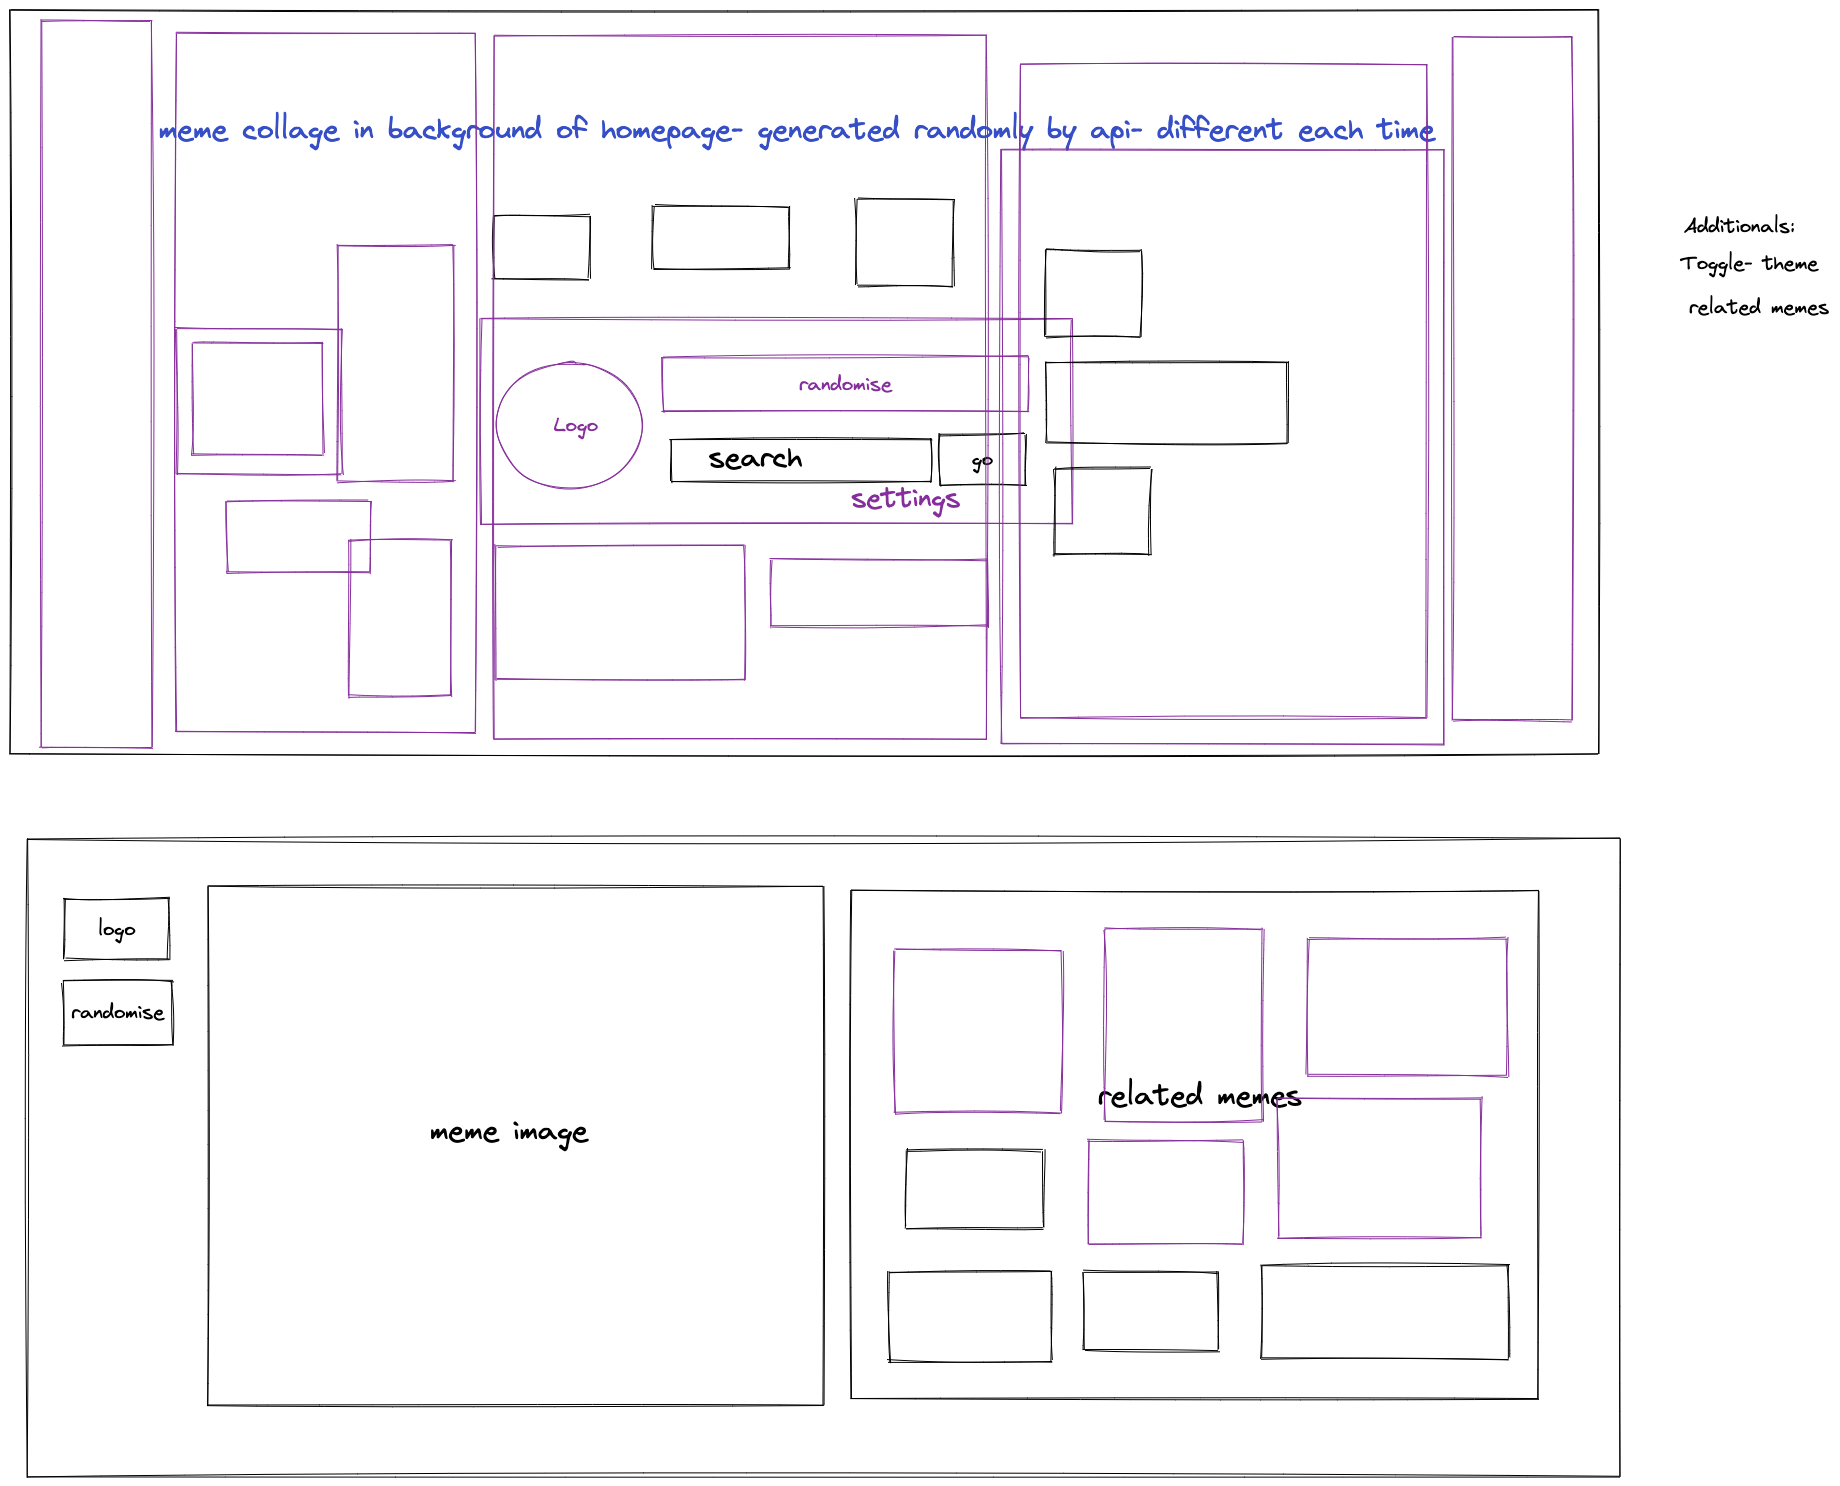 meme collage in background of homepage- generated randomly by api- different each time
Additionals:
Toggle- theme
related memes
randomise
Logo
search
go
settings
logo
randomise
meme image
related memes